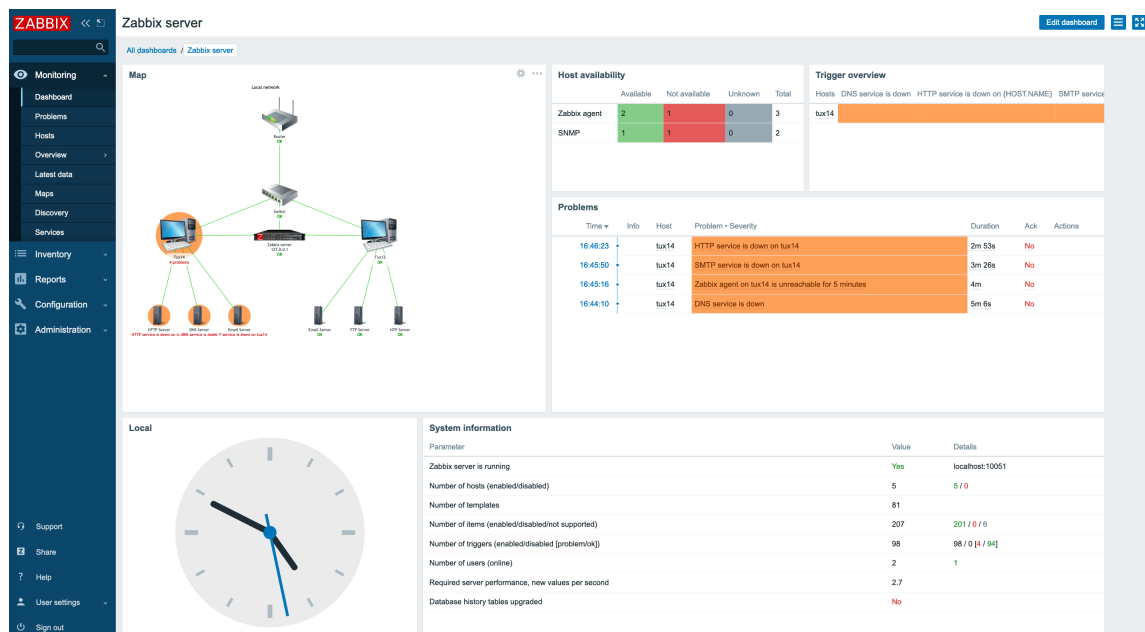 ZABBIX
Zabbix server
Edit dashboard
All dashboards / Zabbix server
Monitoring
Dashboard
Problems
Hosts
Overview
Latest data
Maps
Discovery
Services
Inventory
Reports
Configuration
Administration
Support
Share
Help
User settings
Sign out
Map
Local network
Router
OK
Switch
OK
Zabbix server
127.0.0.1
OK
Tux14
4 problems
OK
HTTP Server
DNS Server
Email Server
Email Server
OK
FTP Server
OK
HTTP Server
OK
Host availability
Available Not available Unknown Total
Zabbix agent 2 1 0 3
SNMP 1 1 0 2
Trigger overview
Hosts DNS service is down HTTP service is down on {HOST.NAME} SMTP service
tux14
Problems
Time Info Host Problem • Severity Duration Ack Actions
16:46:23 tux14 HTTP service is down on tux14 2m 53s No
16:45:50 tux14 SMTP service is down on tux14 3m 26s No
16:45:16 tux14 Zabbix agent on tux14 is unreachable for 5 minutes 4m No
16:44:10 tux14 DNS service is down 5m 6s No
Local
System information
Parameter Value Details
Zabbix server is running Yes localhost:10051
Number of hosts (enabled/disabled) 5 5 / 0
Number of templates 81
Number of items (enabled/disabled/not supported) 207 201 / 0 / 6
Number of triggers (enabled/disabled [problem/ok]) 98 98 / 0 [4 / 94]
Number of users (online) 2 1
Required server performance, new values per second 2.7
Database history tables upgraded No